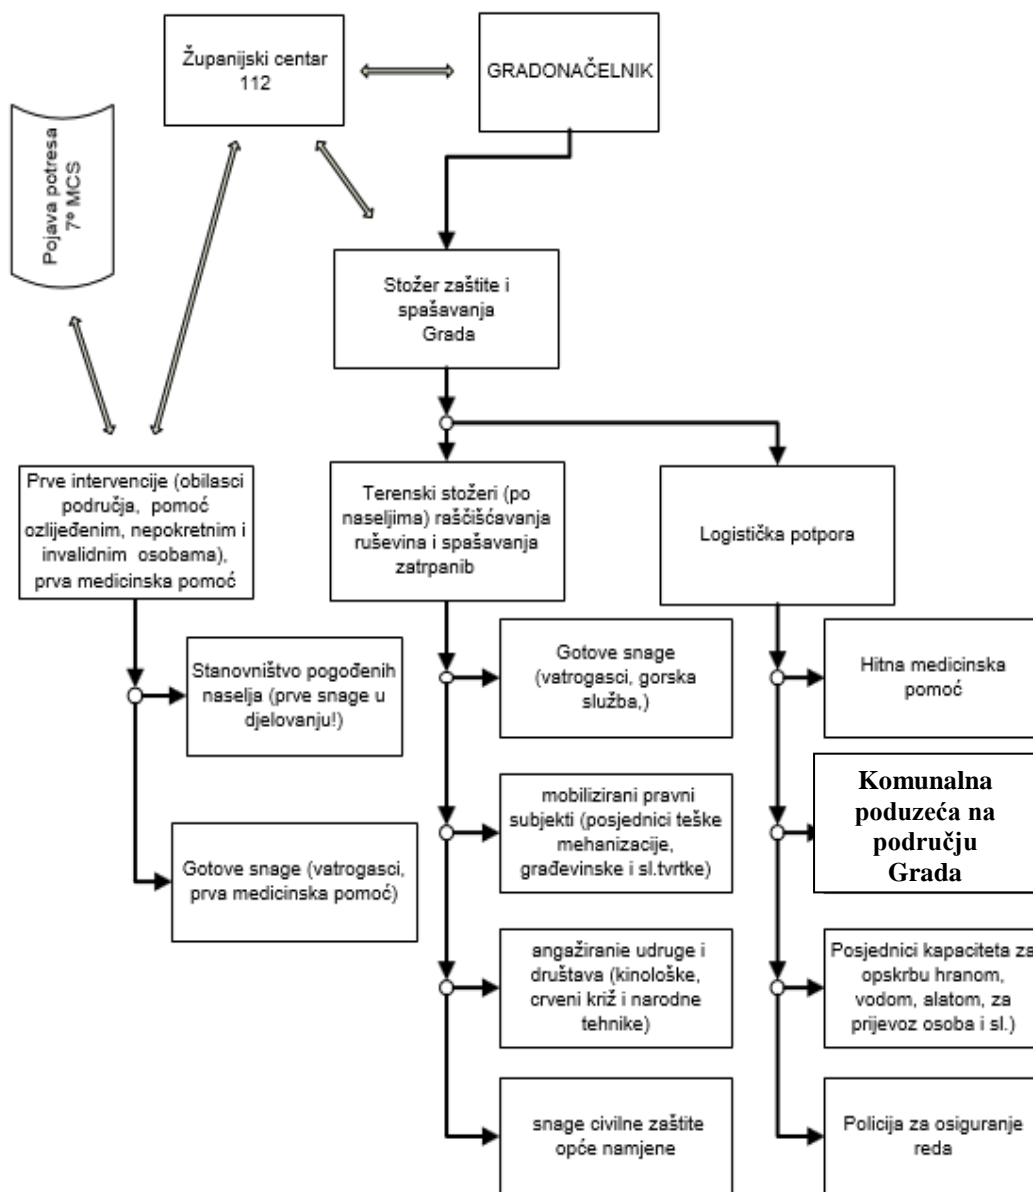 Županijski centar
112
GRADONAČELNIK
Pojava potresa
7º MCS
Stožer zaštite i
spašavanja
Grada
Prve intervencije (obilasci
područja, pomoć
ozlijeđenim, nepokretnim i
invalidnim osobama),
prva medicinska pomoć
Terenski stožeri (po
naseljima) raščišćavanja
ruševina i spašavanja
zatrpanib
Logistička potpora
Stanovništvo pogođenih
naselja (prve snage u
djelovanju!)
Gotove snage (vatrogasci,
prva medicinska pomoć)
Gotove snage
(vatrogasci, gorska
služba,)
mobilizirani pravni
subjekti (posjednici teške
mehanizacije,
građevinske i sl.tvrtke)
angažiranie udruge i
društava (kinološke,
crveni križ i narodne
tehnike)
snage civilne zaštite
opće namjene
Hitna medicinska
pomoć
Komunalna
poduzeća na
području
Grada
Posjednici kapaciteta za
opskrbu hranom,
vodom, alatom, za
prijevoz osoba i sl.)
Policija za osiguranje
reda